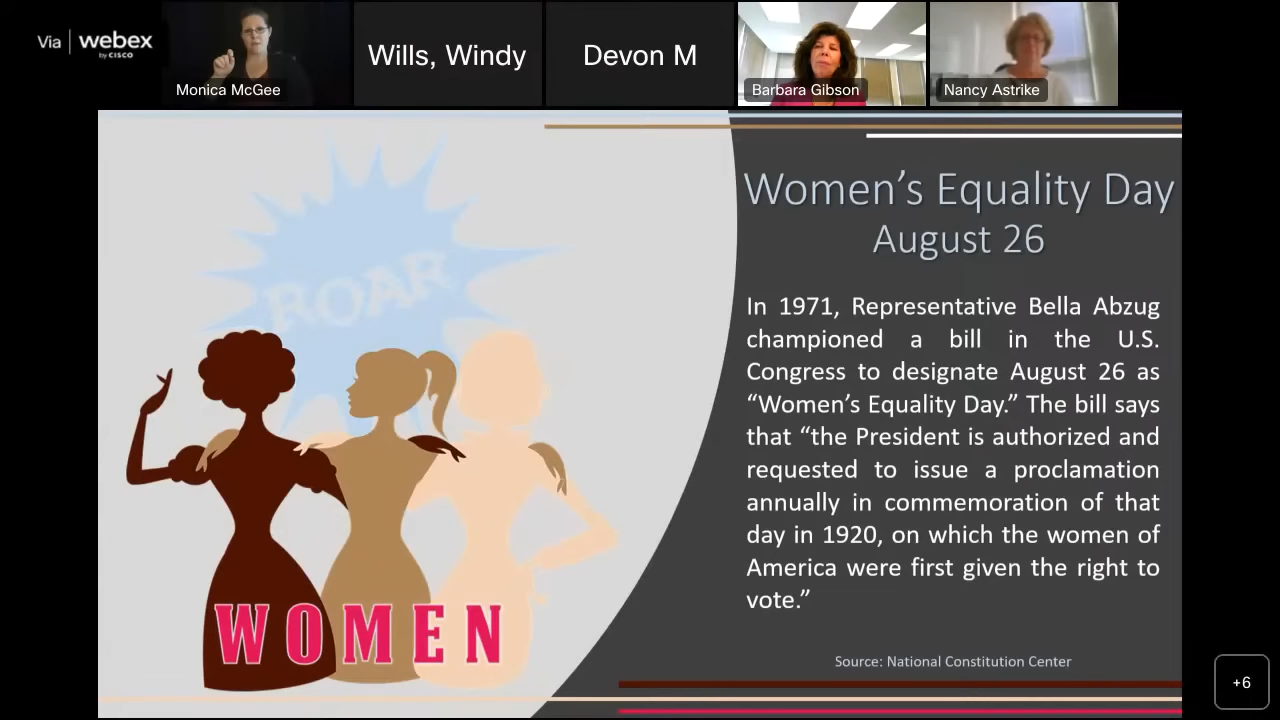 Via webex
by CISCO
Monica McGee
Wills, Windy
Devon M
Barbara Gibson
Nancy Astrike
ROAR
WOMEN
Women's Equality Day
August 26
In 1971, Representative Bella Abzug
championed a bill in the U.S.
Congress to designate August 26 as
“Women's Equality Day.” The bill says
that “the President is authorized and
requested to issue a proclamation
annually in commemoration of that
day in 1920, on which the women of
America were first given the right to
vote.”
Source: National Constitution Center
+6